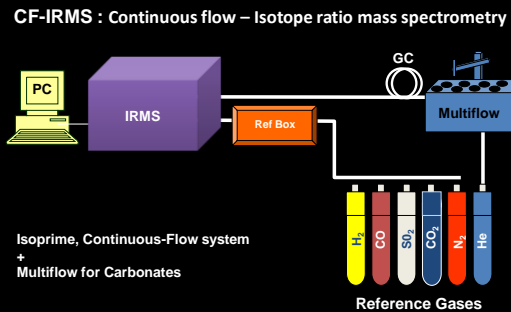 CF-IRMS : Continuous flow – Isotope ratio mass spectrometry
GC
PC
IRMS
Ref Box
Multiflow
H₂
CO
S0₂
CO₂
N₂
He
Isoprime, Continuous-Flow system
+
Multiflow for Carbonates
Reference Gases